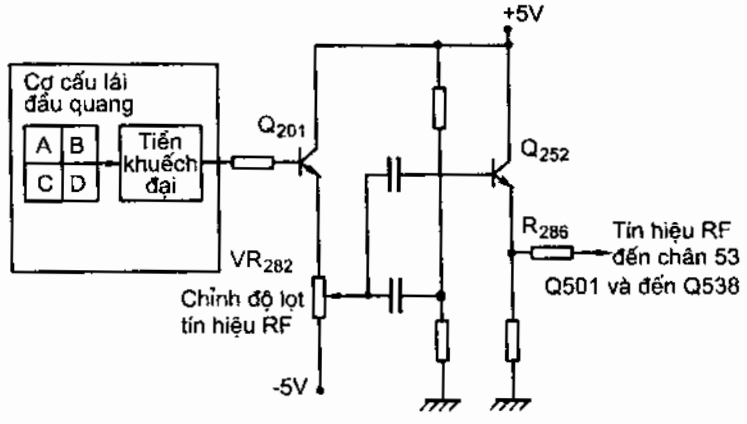 +5V
Cơ cấu lái
đầu quang
A B
C D
Tiền
khuếch
đại
Q201
Q252
R286
Tín hiệu RF
đến chân 53
Q501 và đến Q538
VR282
Chỉnh độ lọt
tín hiệu RF
-5V